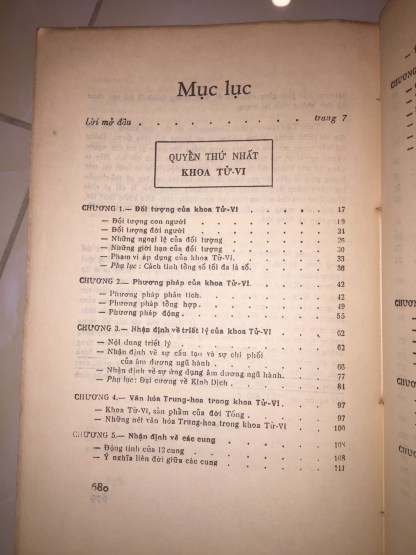 Mục lục
Lời mở đầu . . . . . . . . . trang 7
QUYỀN THỨ NHẤT
KHOA TỬ-VI
CHƯƠNG 1.— Đối tượng của khoa Tử-Vi 17
— Đối tượng con người 19
— Đối tượng đời người 21
— Những ngoại lệ của đối tượng 26
— Những giới hạn của đối tượng 30
— Phạm vi áp dụng của khoa Tử-Vi. 33
— Phụ lục: Cách tính tổng số tối đa lá số. 36
CHƯƠNG 2.— Phương pháp của khoa Tử-Vi. 42
— Phương pháp phân tích. 42
— Phương pháp tổng hợp. 49
— Phương pháp động. 55
CHƯƠNG 3.— Nhận định về triết lý của khoa Tử-Vi 62
— Nội dung triết lý 62
— Nhận định về sự cấu tạo và sự chi phối
của âm dương ngũ hành 66
— Nhận định về sự ứng dụng âm dương ngũ hành. 77
— Phụ lục: Đại cương về Kinh Dịch 81
CHƯƠNG 4.— Văn hóa Trung-hoa trong khoa Tử-Vi. 97
— Khoa Tử-Vi, sản phẩm của đời Tống 97
— Những nét văn hóa Trung-hoa trong khoa Tử-Vi 100
CHƯƠNG 5.— Nhận định về các cung 108
— Động tính của 12 cung 108
— Ý nghĩa liên đới giữa các cung 111
680